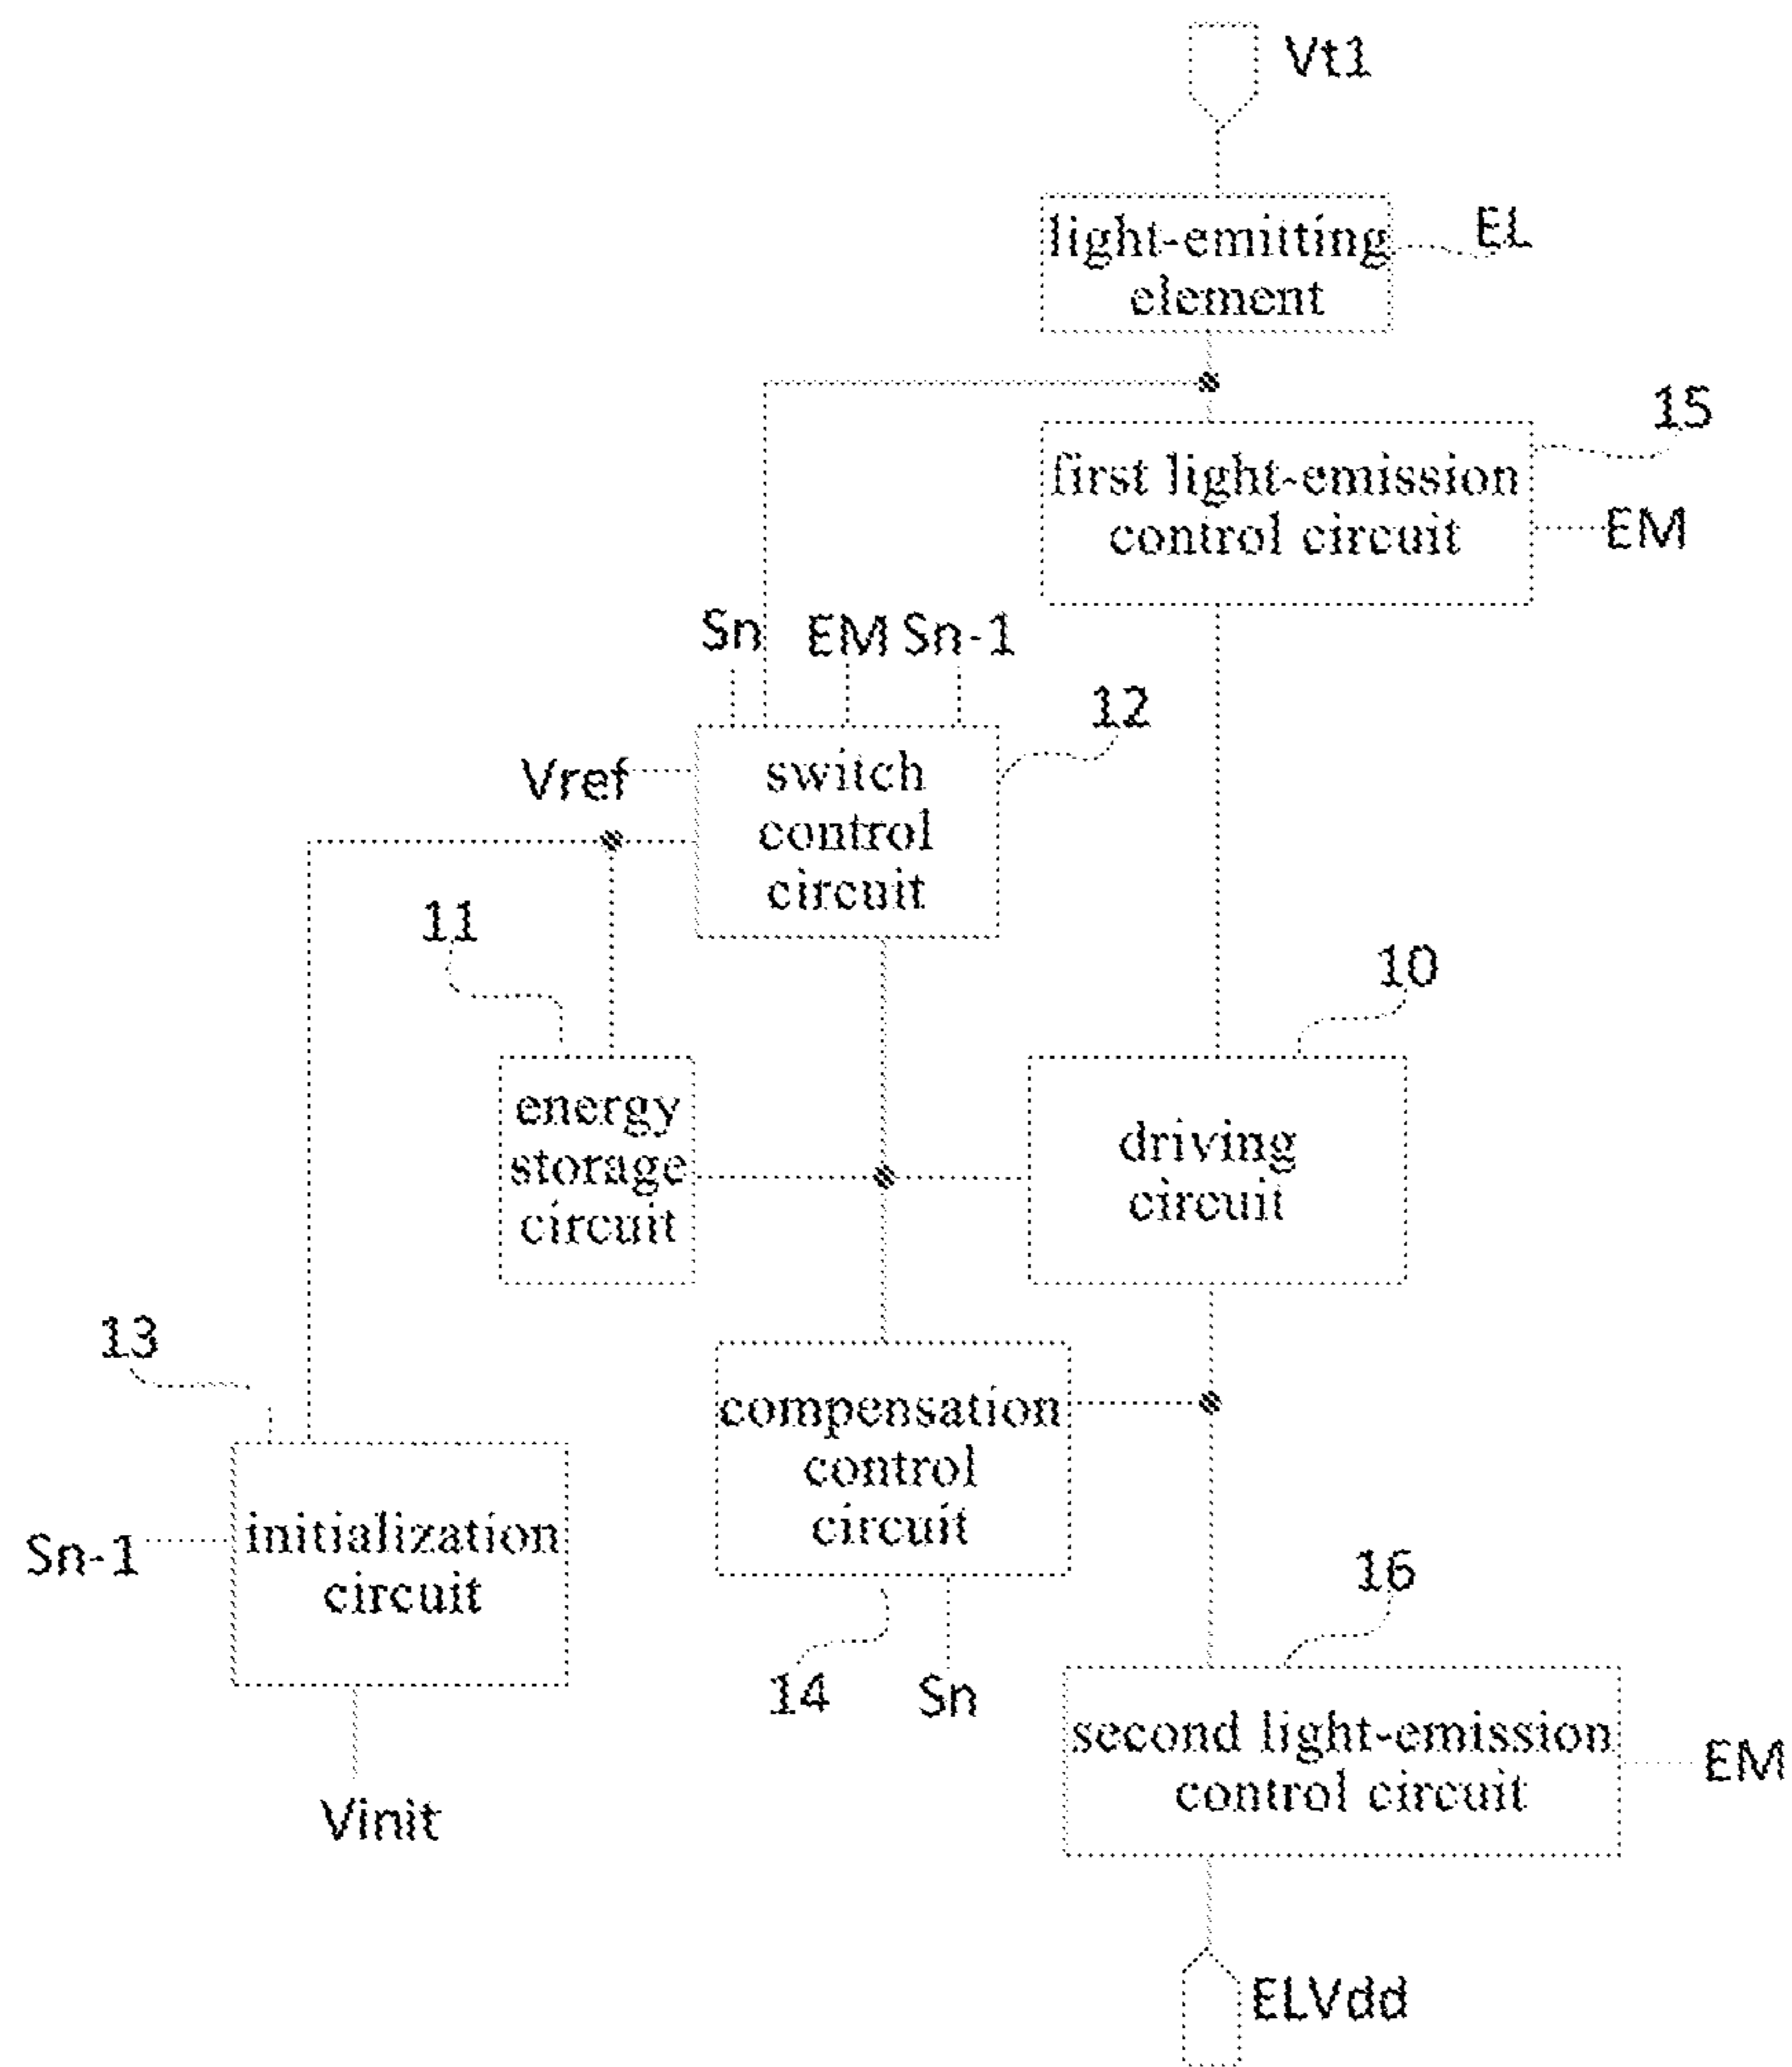 Vt1
light-emitting
element
EL
15
first light-emission
control circuit
EM
Sn
EM
Sn-1
12
Vref
switch
control
circuit
11
10
energy
storage
circuit
driving
circuit
13
compensation
control
circuit
Sn-1
initialization
circuit
16
14
Sn
second light-emission
control circuit
EM
Vinit
ELVdd